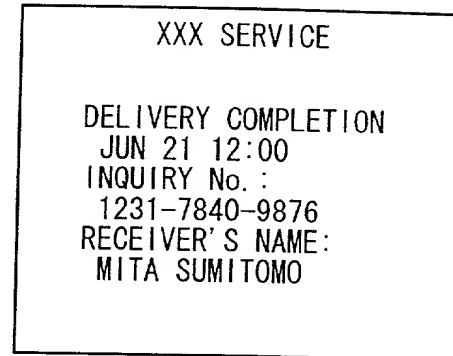 XXX SERVICE
DELIVERY COMPLETION
JUN 21 12:00
INQUIRY No.:
1231-7840-9876
RECEIVER'S NAME:
MITA SUMITOMO